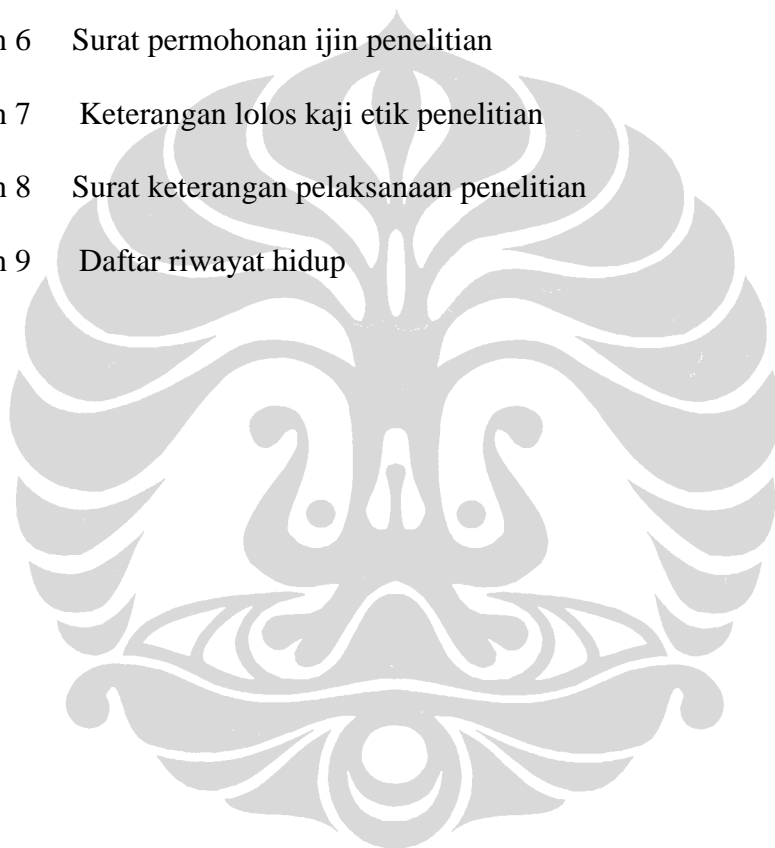 n 6 Surat permohonan ijin penelitian
n 7 Keterangan lolos kaji etik penelitian
n 8 Surat keterangan pelaksanaan penelitian
n 9 Daftar riwayat hidup